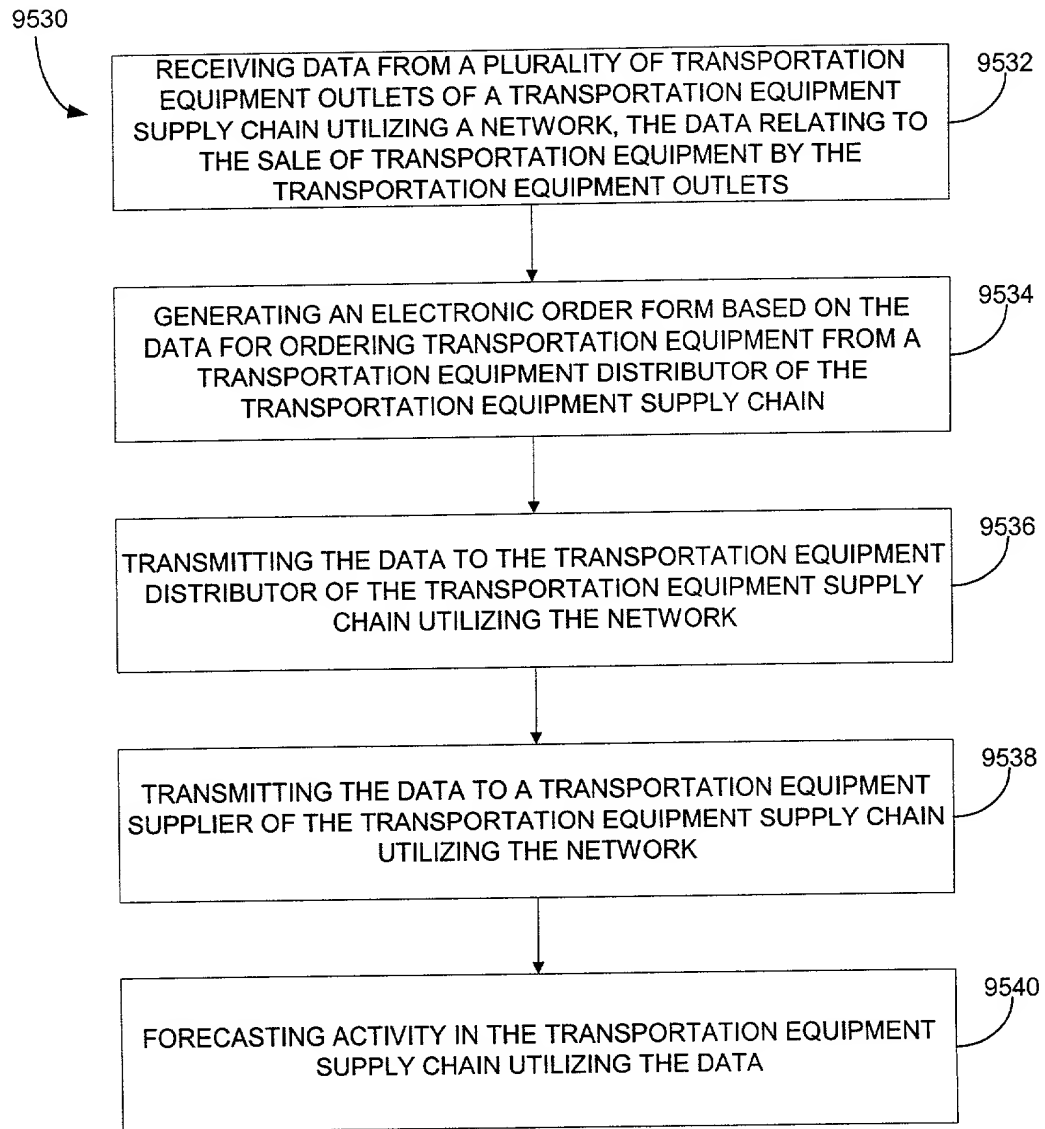 9530
RECEIVING DATA FROM A PLURALITY OF TRANSPORTATION
EQUIPMENT OUTLETS OF A TRANSPORTATION EQUIPMENT
SUPPLY CHAIN UTILIZING A NETWORK, THE DATA RELATING TO
THE SALE OF TRANSPORTATION EQUIPMENT BY THE
TRANSPORTATION EQUIPMENT OUTLETS
9532
GENERATING AN ELECTRONIC ORDER FORM BASED ON THE
DATA FOR ORDERING TRANSPORTATION EQUIPMENT FROM A
TRANSPORTATION EQUIPMENT DISTRIBUTOR OF THE
TRANSPORTATION EQUIPMENT SUPPLY CHAIN
9534
TRANSMITTING THE DATA TO THE TRANSPORTATION EQUIPMENT
DISTRIBUTOR OF THE TRANSPORTATION EQUIPMENT SUPPLY
CHAIN UTILIZING THE NETWORK
9536
TRANSMITTING THE DATA TO A TRANSPORTATION EQUIPMENT
SUPPLIER OF THE TRANSPORTATION EQUIPMENT SUPPLY CHAIN
UTILIZING THE NETWORK
9538
FORECASTING ACTIVITY IN THE TRANSPORTATION EQUIPMENT
SUPPLY CHAIN UTILIZING THE DATA
9540